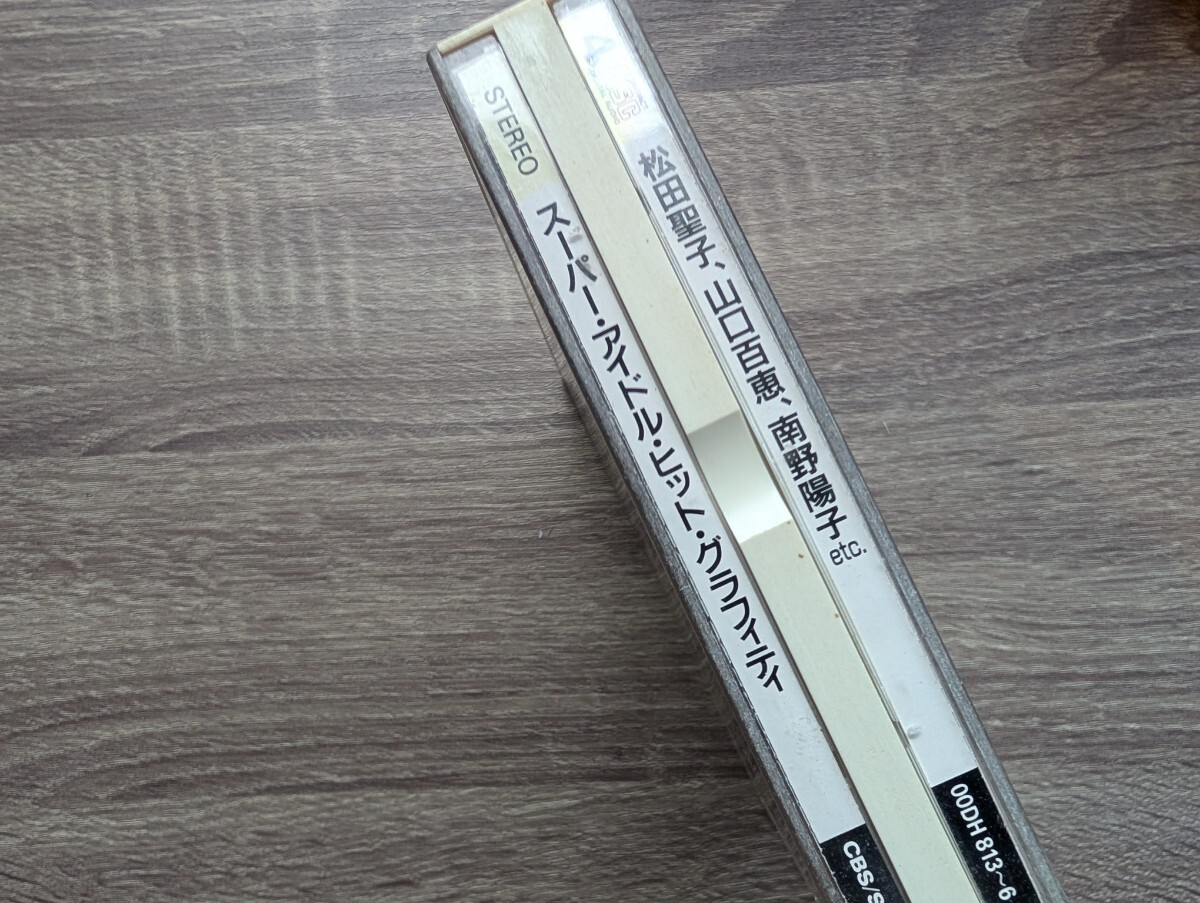 STEREO
スーパー・アイドル・ヒット・グラフィティ
CBS/S
松田聖子、山口百恵、南野陽子 etc.
00DH 813〜6